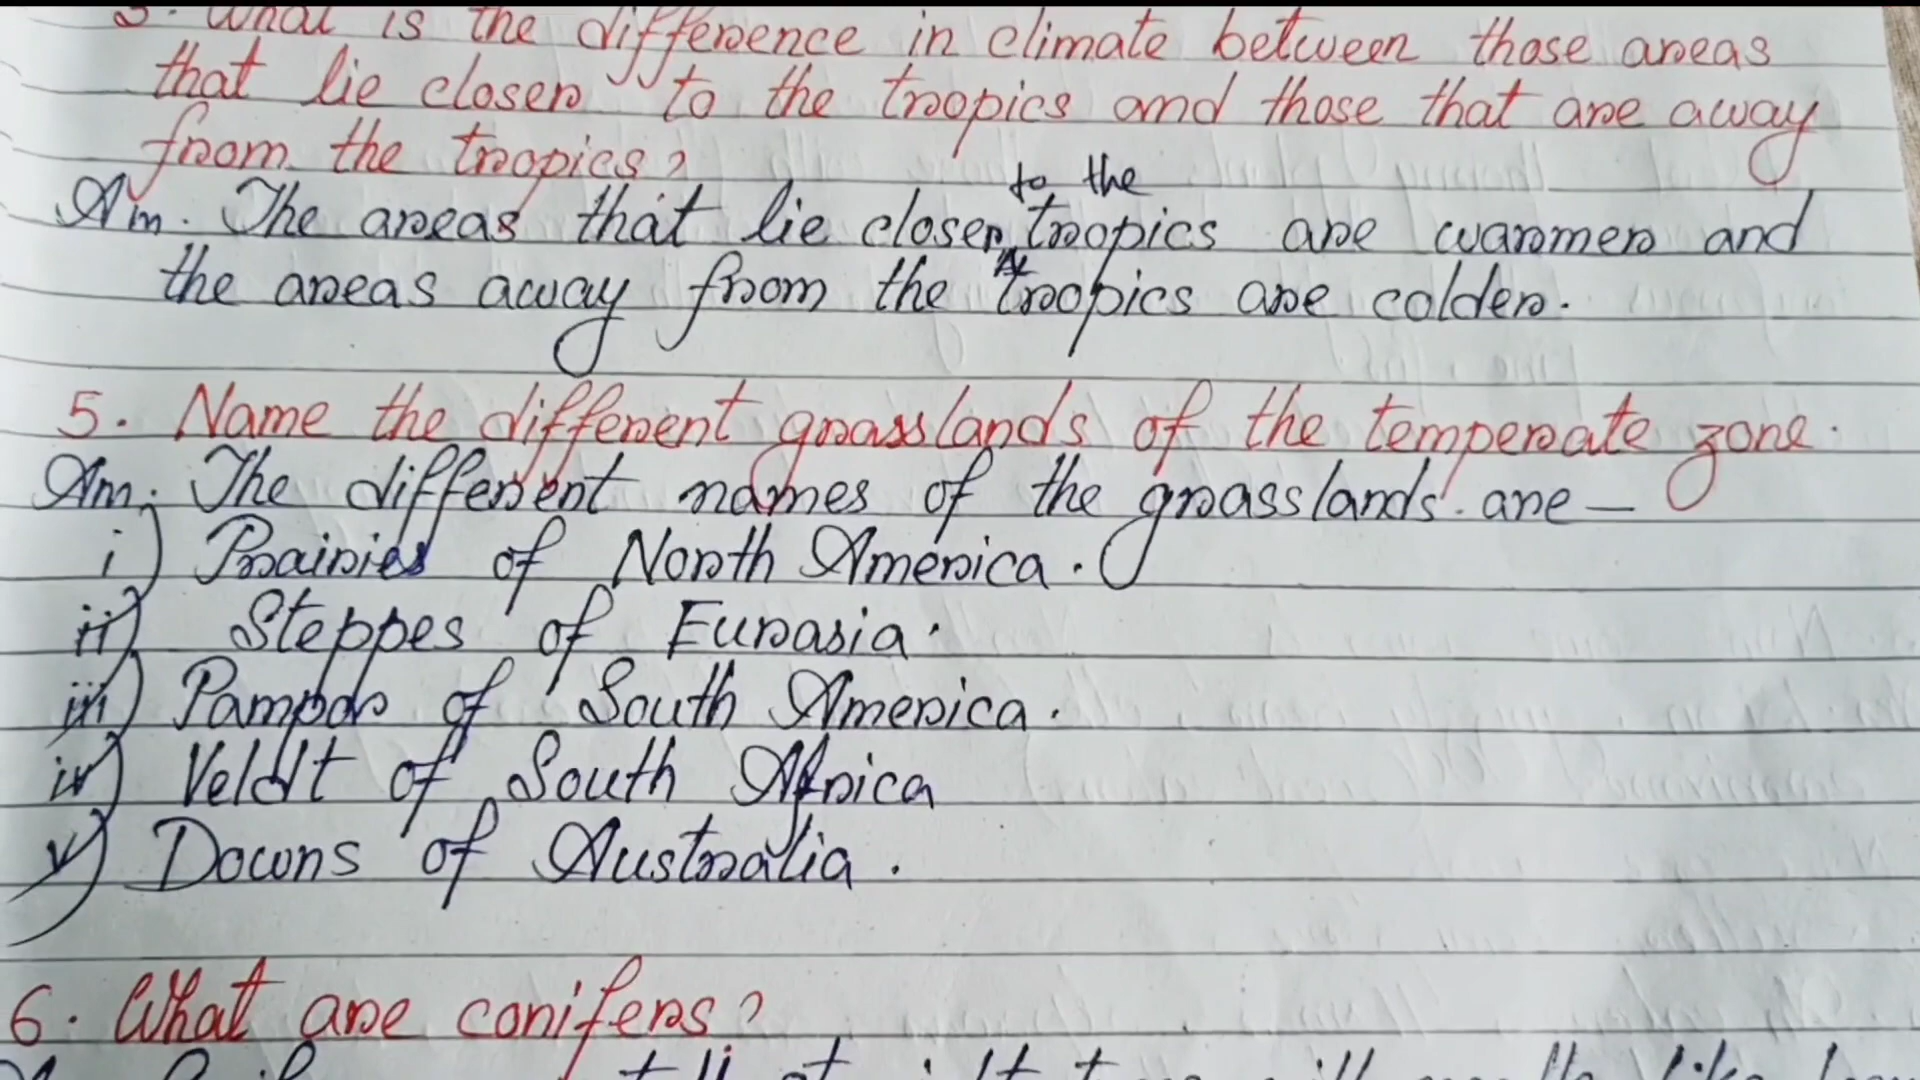 3. What is the difference in climate between those areas
that lie closer to the tropics and those that are away
from the tropics?
to the
Ans. The areas that lie closer tropics are warmer and
the areas away from the tropics are colder.
5. Name the different grasslands of the temperate zone.
Ans. The different names of the grasslands are—
i) Prairies of North America.
ii) Steppes of Eurasia.
iii) Pampas of South America.
iv) Veldt of South Africa
v) Downs of Australia.
6. What are conifers?